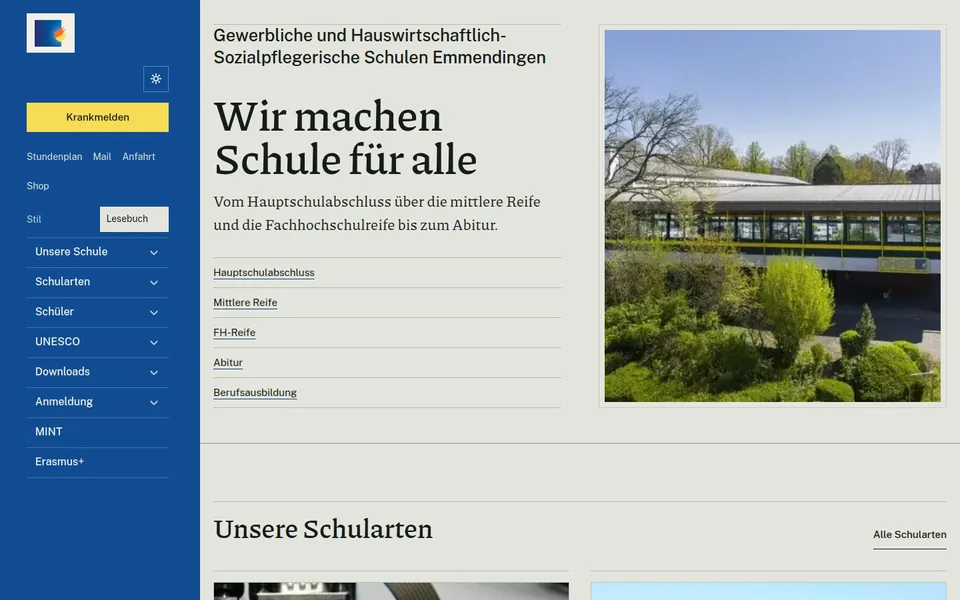 Krankmelden
Stundenplan Mail Anfahrt
Shop
Stil Lesebuch
Unsere Schule
Schularten
Schüler
UNESCO
Downloads
Anmeldung
MINT
Erasmus+
Gewerbliche und Hauswirtschaftlich-
Sozialpflegerische Schulen Emmendingen
Wir machen
Schule für alle
Vom Hauptschulabschluss über die mittlere Reife
und die Fachhochschulreife bis zum Abitur.
Hauptschulabschluss
Mittlere Reife
FH-Reife
Abitur
Berufsausbildung
Unsere Schularten
Alle Schularten